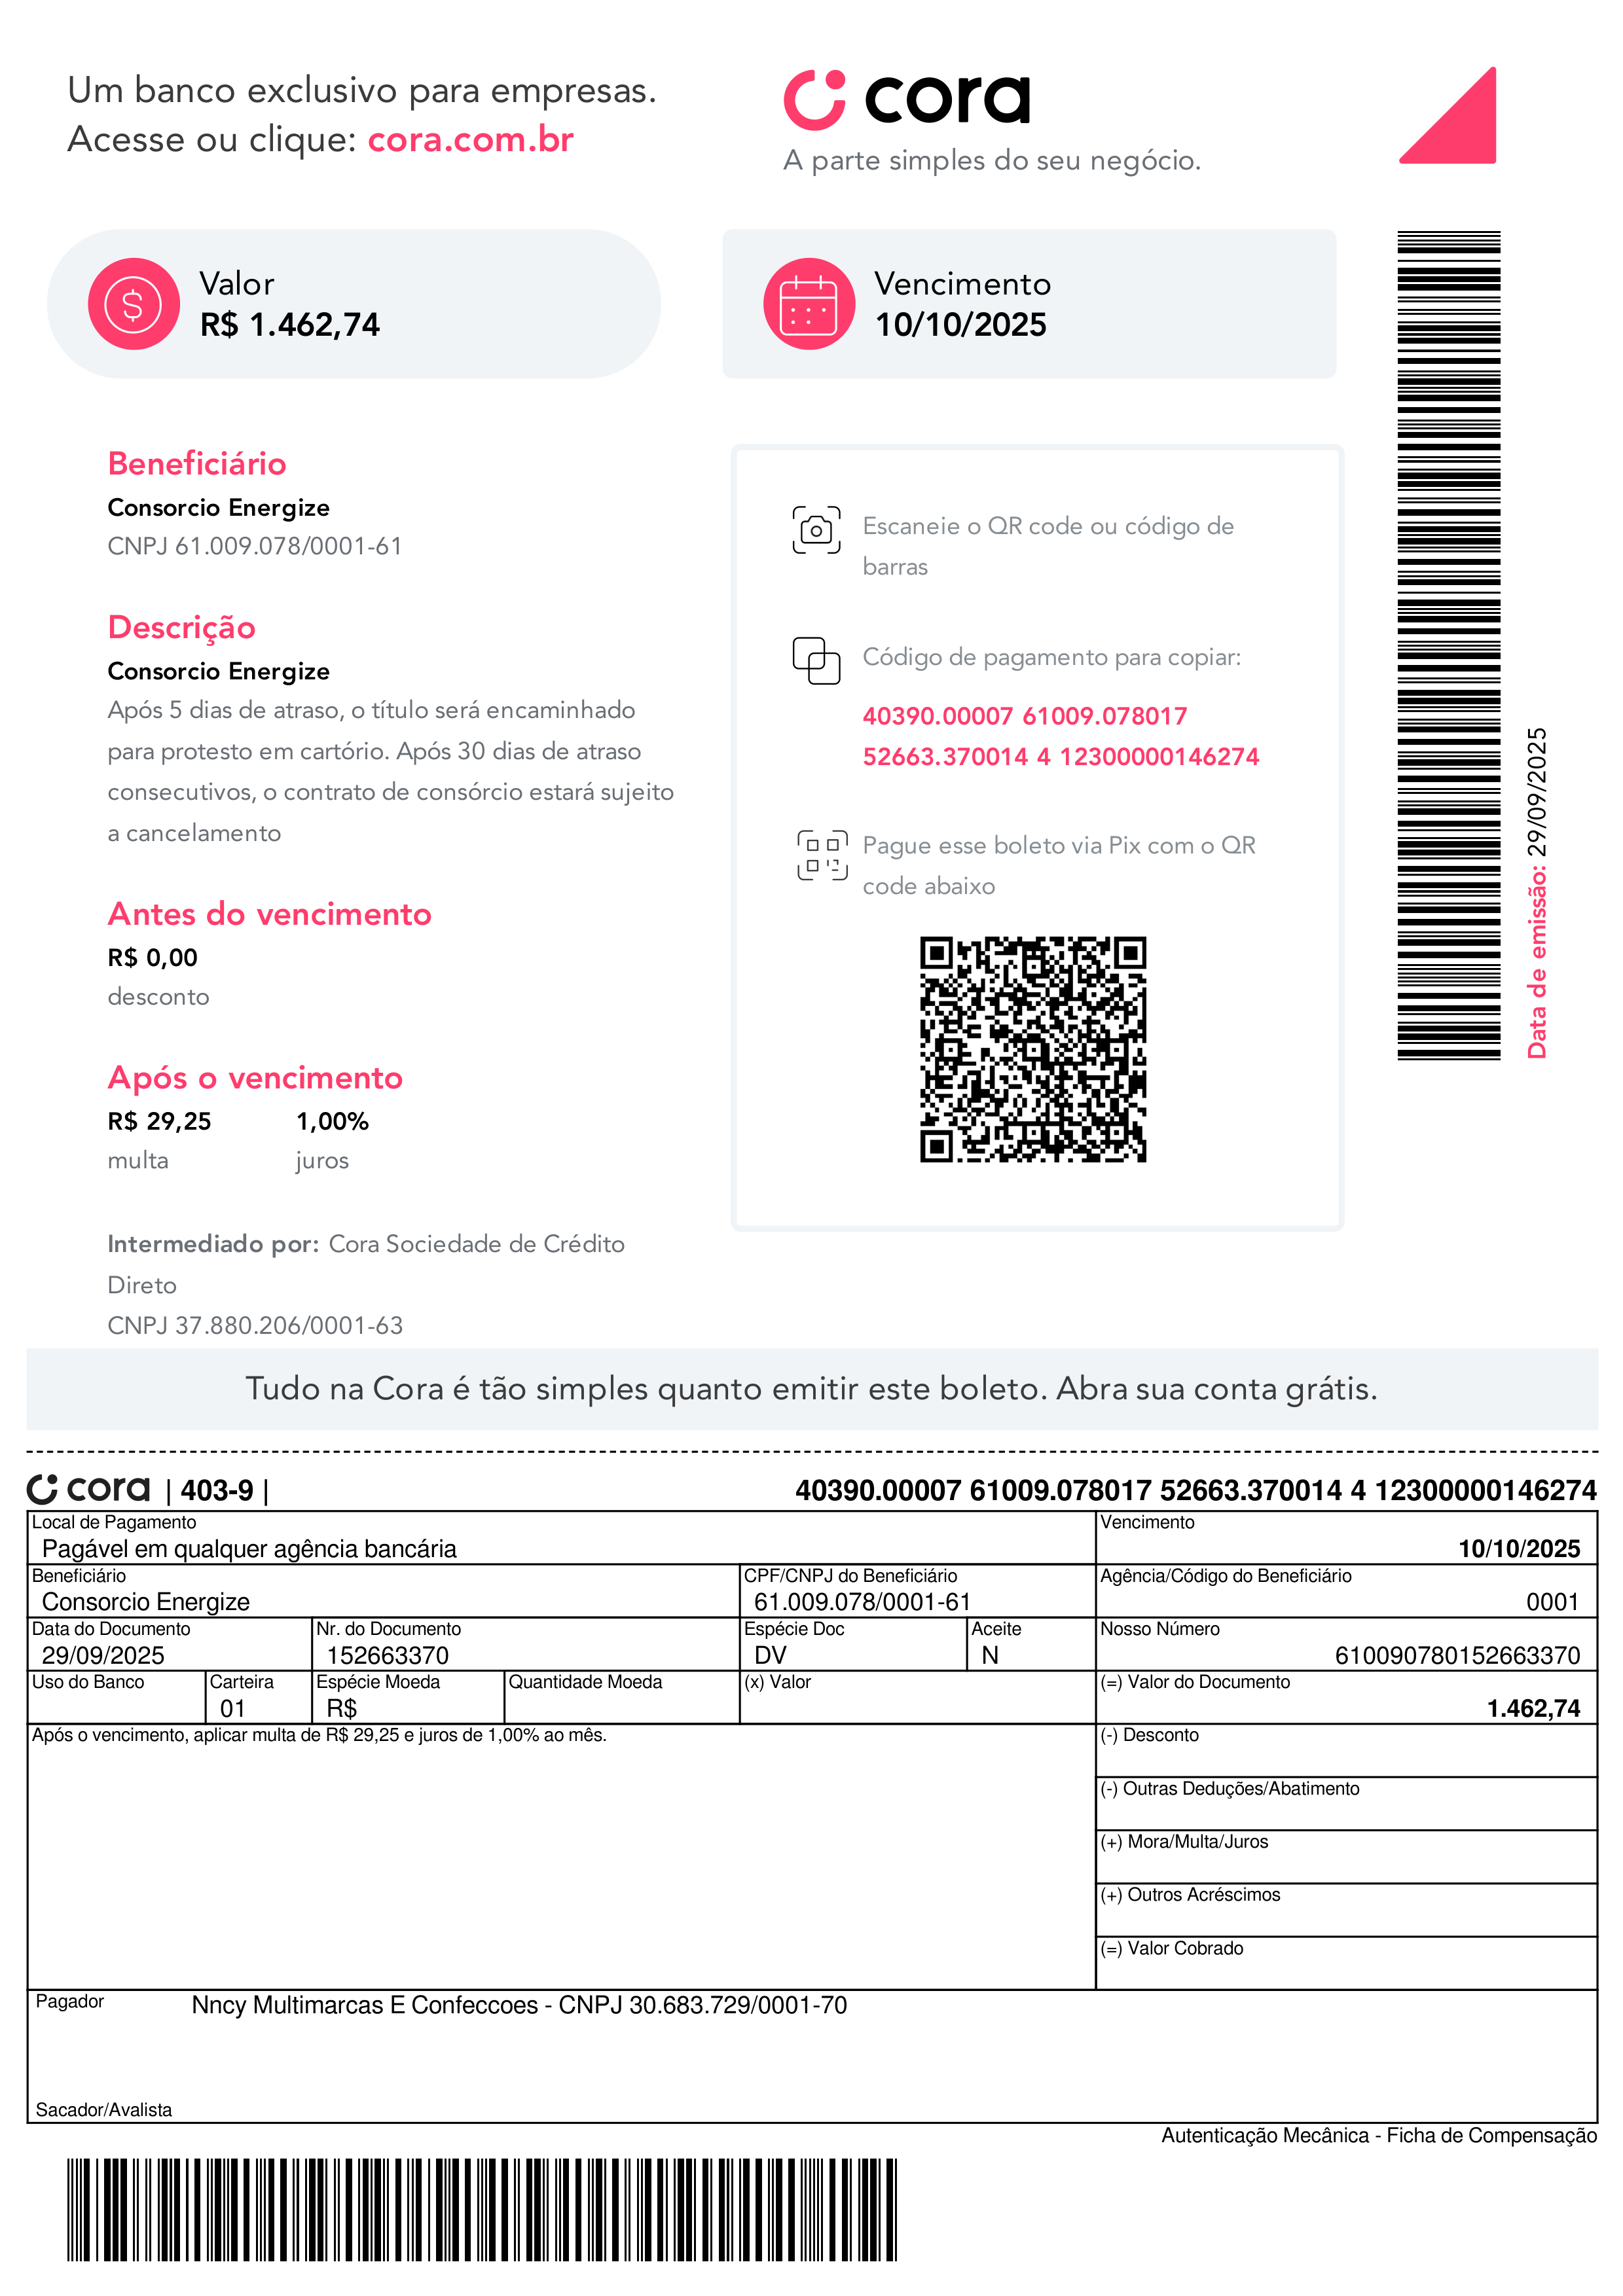 Um banco exclusivo para empresas.
Acesse ou clique: cora.com.br
cora
A parte simples do seu negócio.
Valor
R$ 1.462,74
Vencimento
10/10/2025
Beneficiário
Consorcio Energize
CNPJ 61.009.078/0001-61
Descrição
Consorcio Energize
Após 5 dias de atraso, o título será encaminhado
para protesto em cartório. Após 30 dias de atraso
consecutivos, o contrato de consórcio estará sujeito
a cancelamento
Antes do vencimento
R$ 0,00
desconto
Após o vencimento
R$ 29,25 1,00%
multa juros
Intermediado por: Cora Sociedade de Crédito
Direto
CNPJ 37.880.206/0001-63
Escaneie o QR code ou código de
barras
Código de pagamento para copiar:
40390.00007 61009.078017
52663.370014 4 12300000146274
Pague esse boleto via Pix com o QR
code abaixo
Data de emissão: 29/09/2025
Tudo na Cora é tão simples quanto emitir este boleto. Abra sua conta grátis.
cora | 403-9 | 40390.00007 61009.078017 52663.370014 4 12300000146274
Local de Pagamento Vencimento
Pagável em qualquer agência bancária 10/10/2025
Beneficiário CPF/CNPJ do Beneficiário Agência/Código do Beneficiário
Consorcio Energize 61.009.078/0001-61 0001
Data do Documento Nr. do Documento Espécie Doc Aceite Nosso Número
29/09/2025 152663370 DV N 610090780152663370
Uso do Banco Carteira Espécie Moeda Quantidade Moeda (x) Valor (=) Valor do Documento
01 R$ 1.462,74
Após o vencimento, aplicar multa de R$ 29,25 e juros de 1,00% ao mês. (-) Desconto
(-) Outras Deduções/Abatimento
(+) Mora/Multa/Juros
(+) Outros Acréscimos
(=) Valor Cobrado
Pagador Nncy Multimarcas E Confeccoes - CNPJ 30.683.729/0001-70
Sacador/Avalista
Autenticação Mecânica - Ficha de Compensação